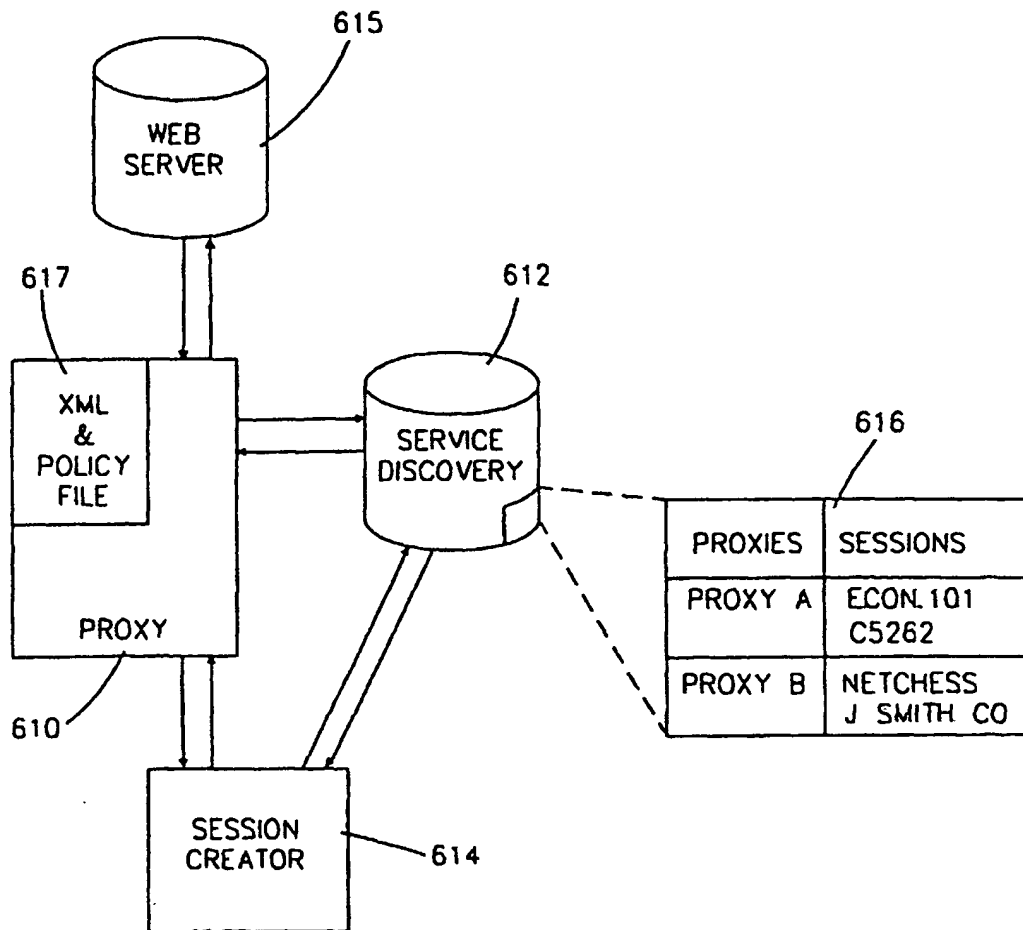 615
WEB
SERVER
617
612
XML
&
POLICY
FILE
SERVICE
DISCOVERY
616
PROXIES SESSIONS
PROXY A ECON.101
C5262
PROXY B NETCHESS
J SMITH CO
PROXY
610
SESSION
CREATOR
614